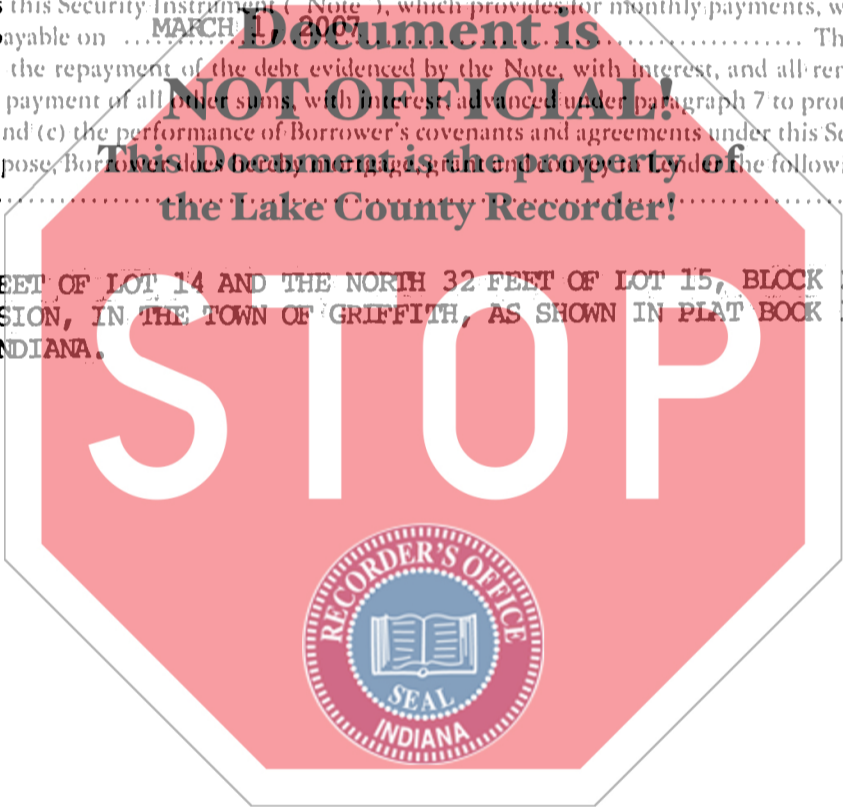 this Security Instrument ("Note"), which provides for monthly payments, w
ayable on MARCH 1, 2007 Th
Document is
the repayment of the debt evidenced by the Note, with interest, and all ren
NOT OFFICIAL!
payment of all other sums, with interest, advanced under paragraph 7 to pro
nd (c) the performance of Borrower's covenants and agreements under this Se
This Document is the property of
pose, Borrower does hereby mortgage, grant and convey to Lender the follow
the Lake County Recorder!
EET OF LOT 14 AND THE NORTH 32 FEET OF LOT 15, BLOCK
SION, IN THE TOWN OF GRIFFITH, AS SHOWN IN PLAT BOOK
NDIANA.
STOP
RECORDER'S OFFICE
SEAL
INDIANA